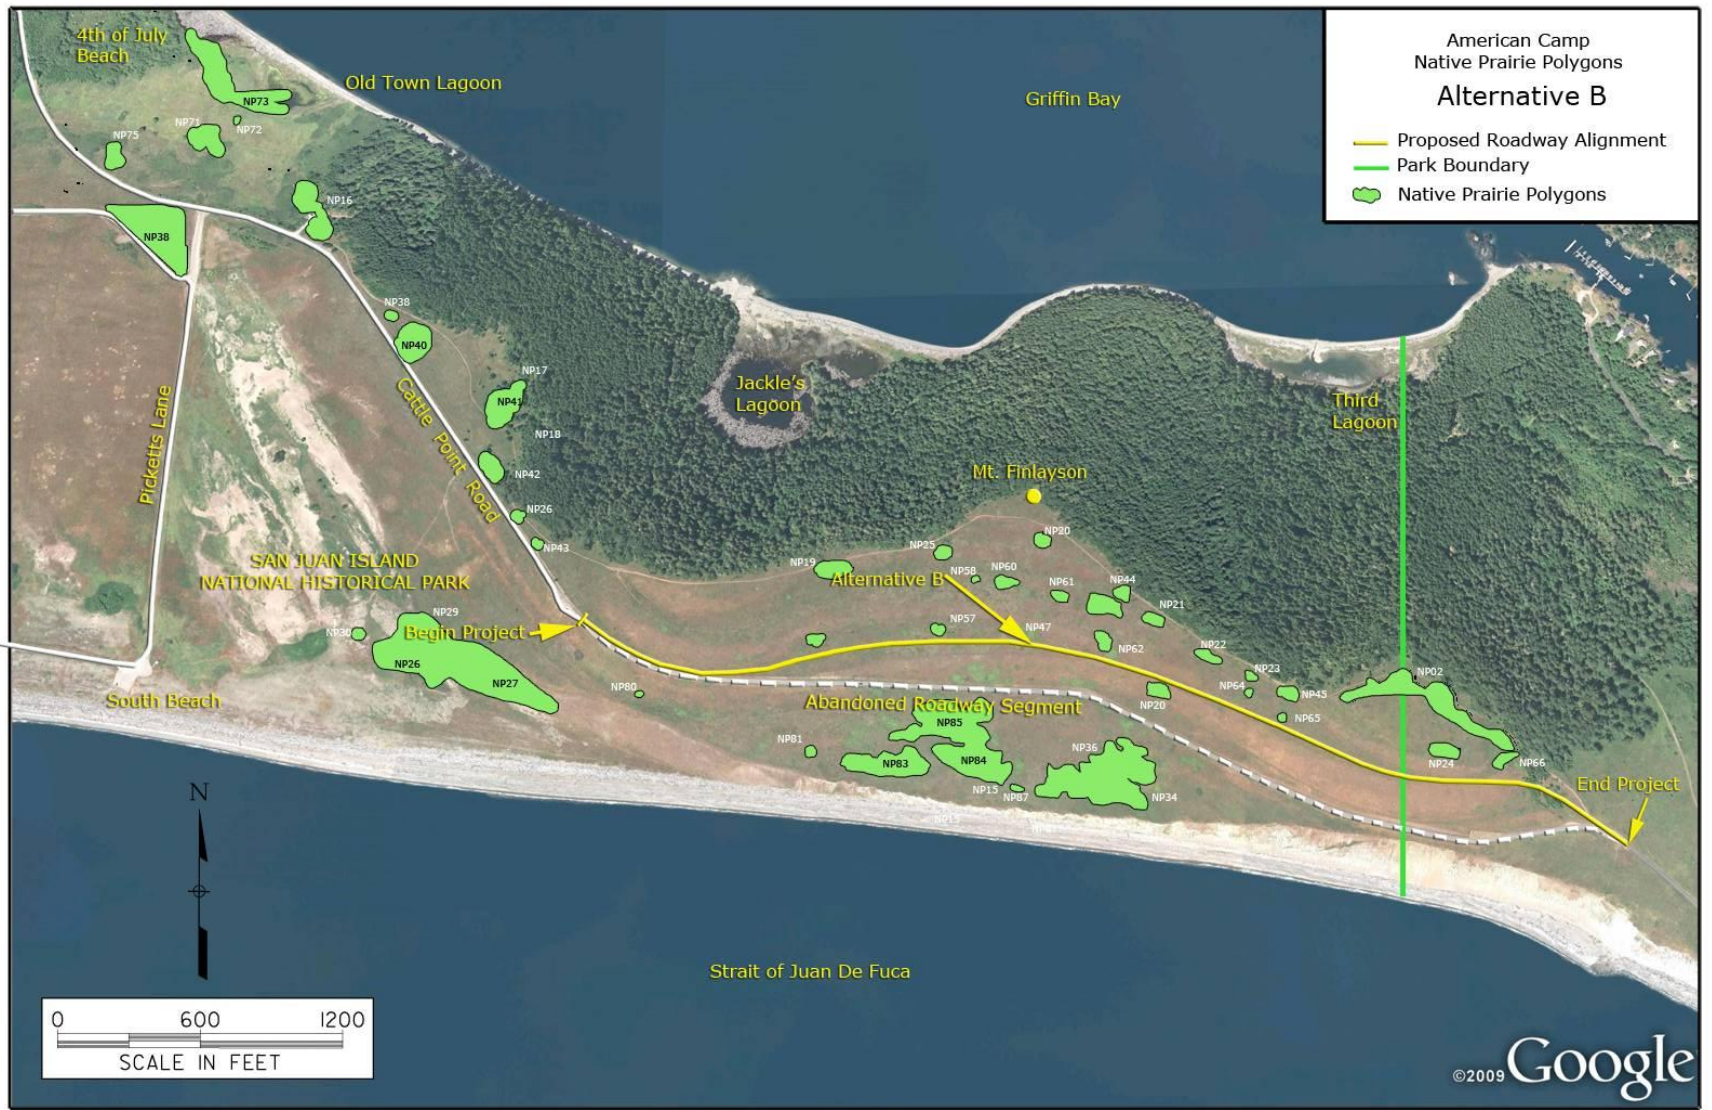 American Camp
Native Prairie Polygons
Alternative B
Proposed Roadway Alignment
Park Boundary
Native Prairie Polygons
4th of July
Beach
Old Town Lagoon
Griffin Bay
NP73
NP72
NP71
NP75
NP16
NP38
NP38
NP40
NP17
NP41
NP18
NP42
NP26
NP43
Picketts Lane
Cattle Point Road
Jackle's
Lagoon
Third
Lagoon
Mt. Finlayson
SAN JUAN ISLAND
NATIONAL HISTORICAL PARK
NP19
NP25
NP20
NP58
NP60
NP61
NP44
NP21
Alternative B
NP57
NP47
NP62
NP22
NP23
NP64
NP45
NP02
NP65
NP20
NP24
NP66
NP30
NP29
Begin Project
NP26
NP27
NP80
South Beach
Abandoned Roadway Segment
NP85
NP81
NP83
NP84
NP36
NP15
NP87
NP34
NP15
End Project
N
Strait of Juan De Fuca
0 600 1200
SCALE IN FEET
©2009 Google